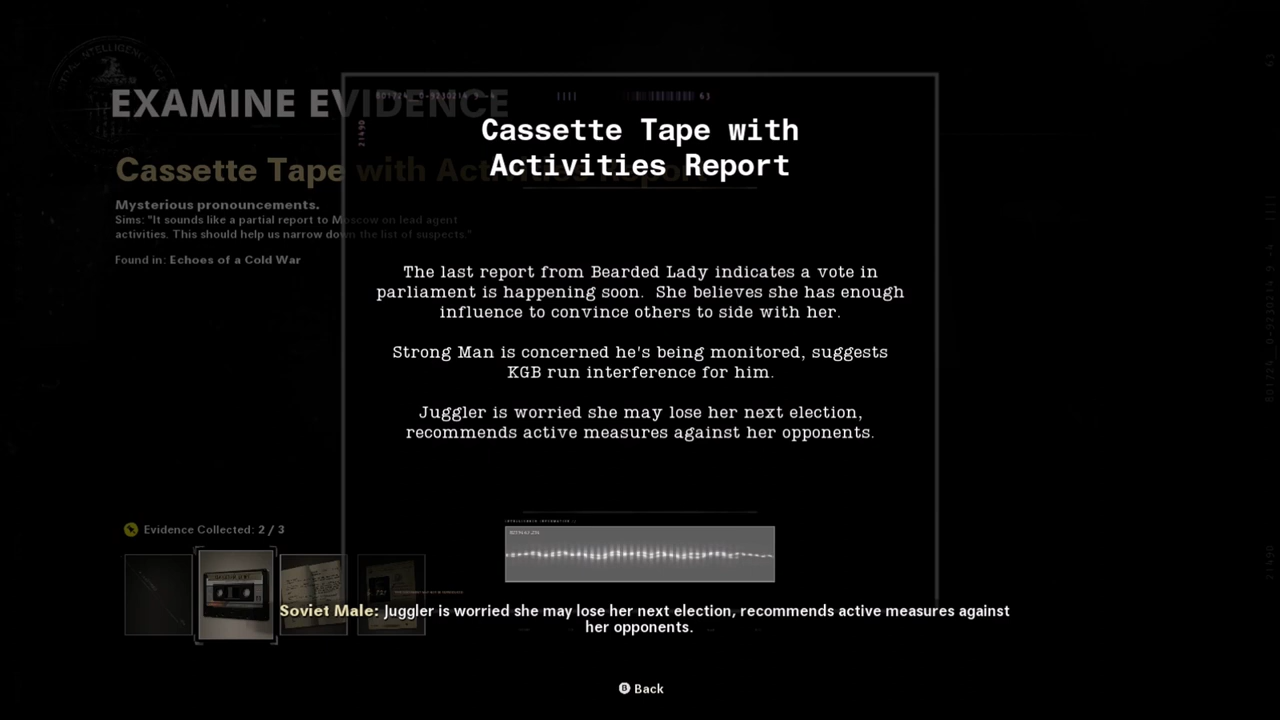 EXAMINE EVIDENCE
Cassette Tape with
Mysterious pronouncements.
Sims: "It sounds like a partial report to Moscow on lead agent
activities. This should help us narrow down the list of suspects."
Found in: Echoes of a Cold War
63
Cassette Tape with
Activities Report
The last report from Bearded Lady indicates a vote in
parliament is happening soon. She believes she has enough
influence to convince others to side with her.
Strong Man is concerned he's being monitored, suggests
KGB run interference for him.
Juggler is worried she may lose her next election,
recommends active measures against her opponents.
Evidence Collected: 2 / 3
Soviet Male: Juggler is worried she may lose her next election, recommends active measures against
her opponents.
B Back